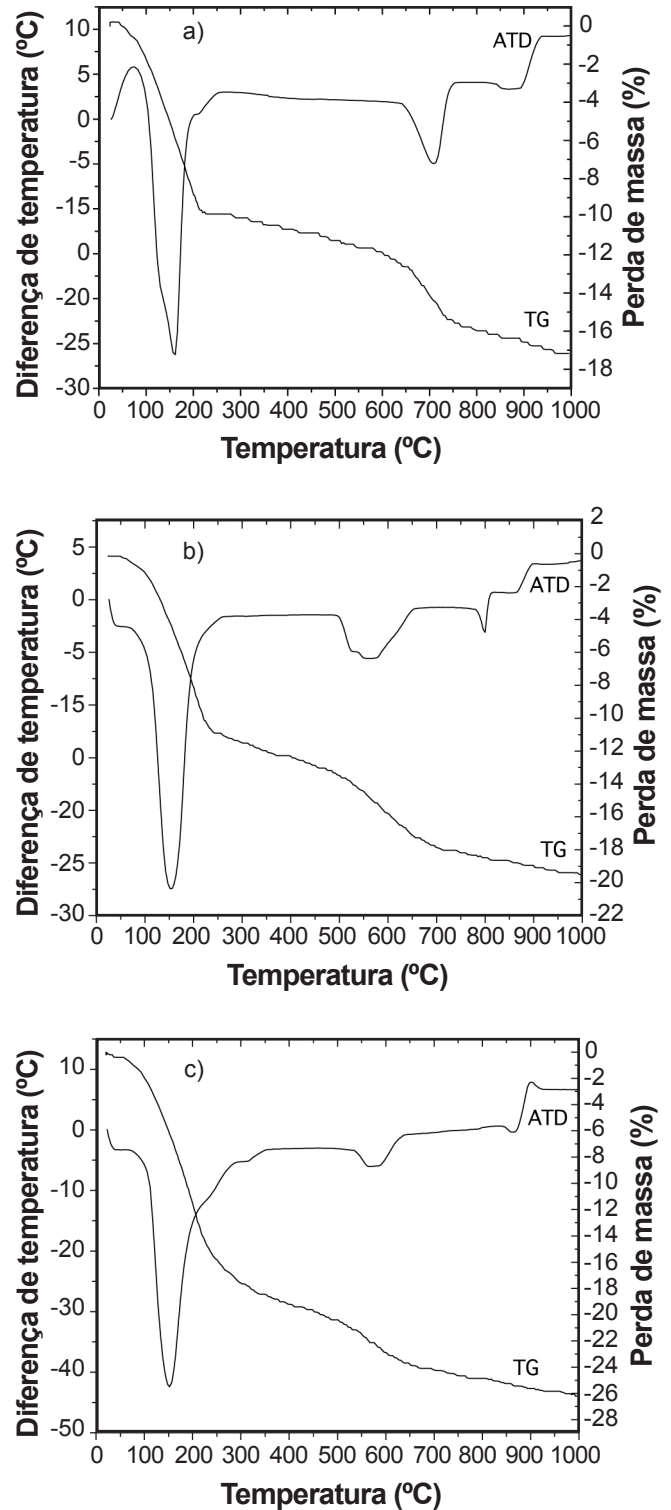 a)
ATD
TG
Diferença de temperatura (ºC)
10
5
0
-5
-15
0
-20
-25
-30
Perda de massa (%)
0
-2
-4
-6
-8
-10
-12
-14
-16
-18
0 100 200 300 400 500 600 700 800 900 1000
Temperatura (ºC)
b)
ATD
TG
Diferença de temperatura (ºC)
5
0
-5
-15
0
-20
-25
-30
Perda de massa (%)
2
0
-2
-4
-6
-8
-10
-12
-14
-16
-18
-20
-22
0 100 200 300 400 500 600 700 800 900 1000
Temperatura (ºC)
c)
ATD
TG
Diferença de temperatura (ºC)
10
0
-10
-20
-30
-40
-50
Perda de massa (%)
0
-2
-4
-6
-8
-10
-12
-14
-16
-18
-20
-22
-24
-26
-28
0 100 200 300 400 500 600 700 800 900 1000
Temperatura (ºC)